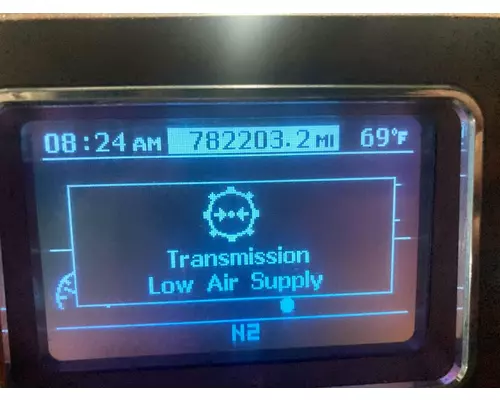 08:24 AM 782203.2 MI 69°F
Transmission
Low Air Supply
N2